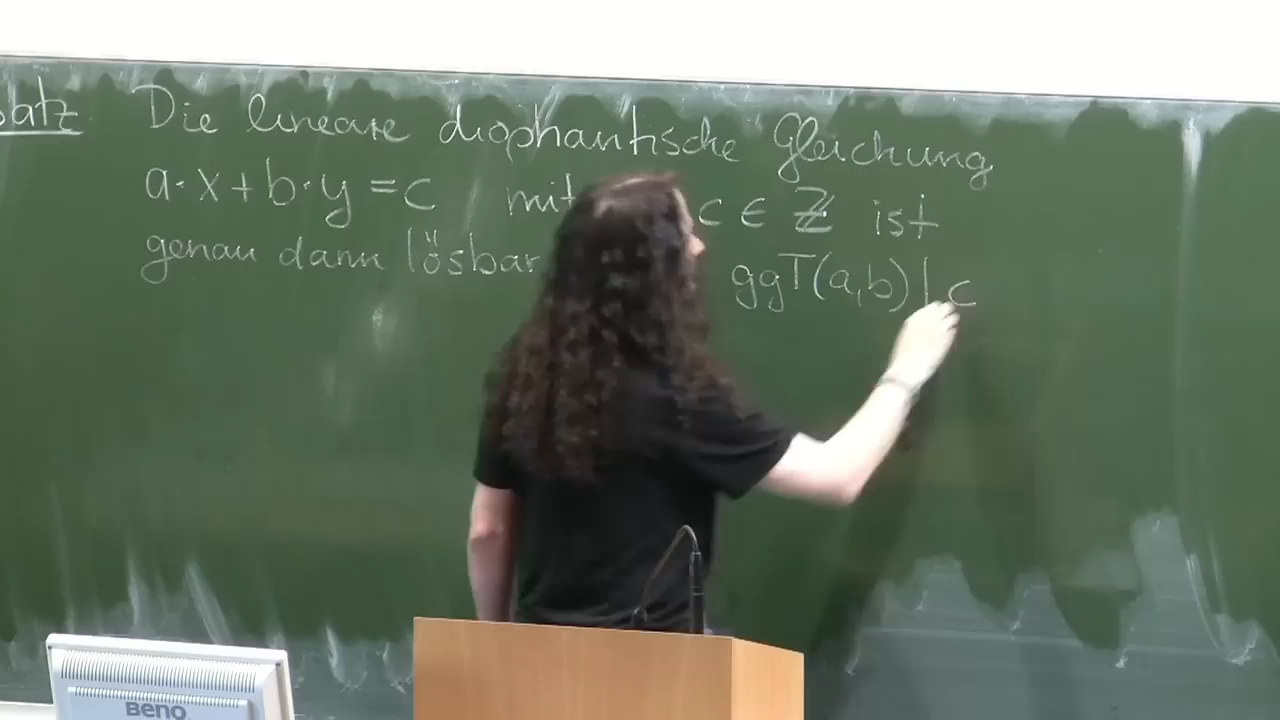 Satz Die lineare diophantische Gleichung
a·x+b·y=c mit c ∈ ℤ ist
genau dann lösbar ggT(a,b) | c
BenQ